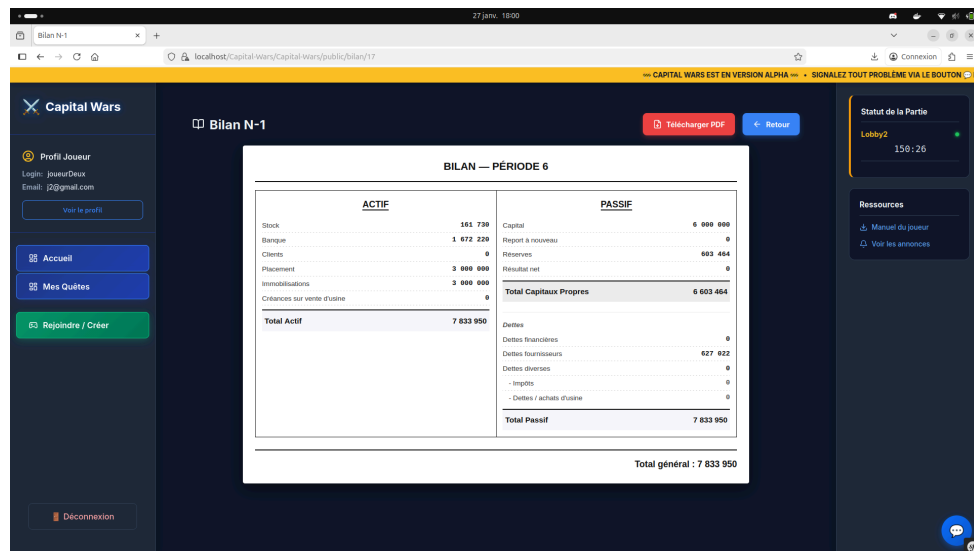 27 janv. 18:00
Bilan N-1
localhost/Capital-Wars/Capital-Wars/public/bilan/17
Connexion
CAPITAL WARS EST EN VERSION ALPHA • SIGNALEZ TOUT PROBLÈME VIA LE BOUTON
Capital Wars
Profil Joueur
Login: joueurDeux
Email: j2@gmail.com
Voir le profil
Accueil
Mes Quêtes
Rejoindre / Créer
Déconnexion
Bilan N-1
Télécharger PDF
Retour
BILAN — PÉRIODE 6
ACTIF
Stock 161 730
Banque 1 672 220
Clients 0
Placement 3 000 000
Immobilisations 3 000 000
Créances sur vente d'usine 0
Total Actif 7 833 950
PASSIF
Capital 6 000 000
Report à nouveau 0
Réserves 603 464
Résultat net 0
Total Capitaux Propres 6 603 464
Dettes
Dettes financières 0
Dettes fournisseurs 627 022
Dettes diverses 0
- Impôts 0
- Dettes / achats d'usine 0
Total Passif 7 833 950
Total général : 7 833 950
Statut de la Partie
Lobby2
150:26
Ressources
Manuel du joueur
Voir les annonces